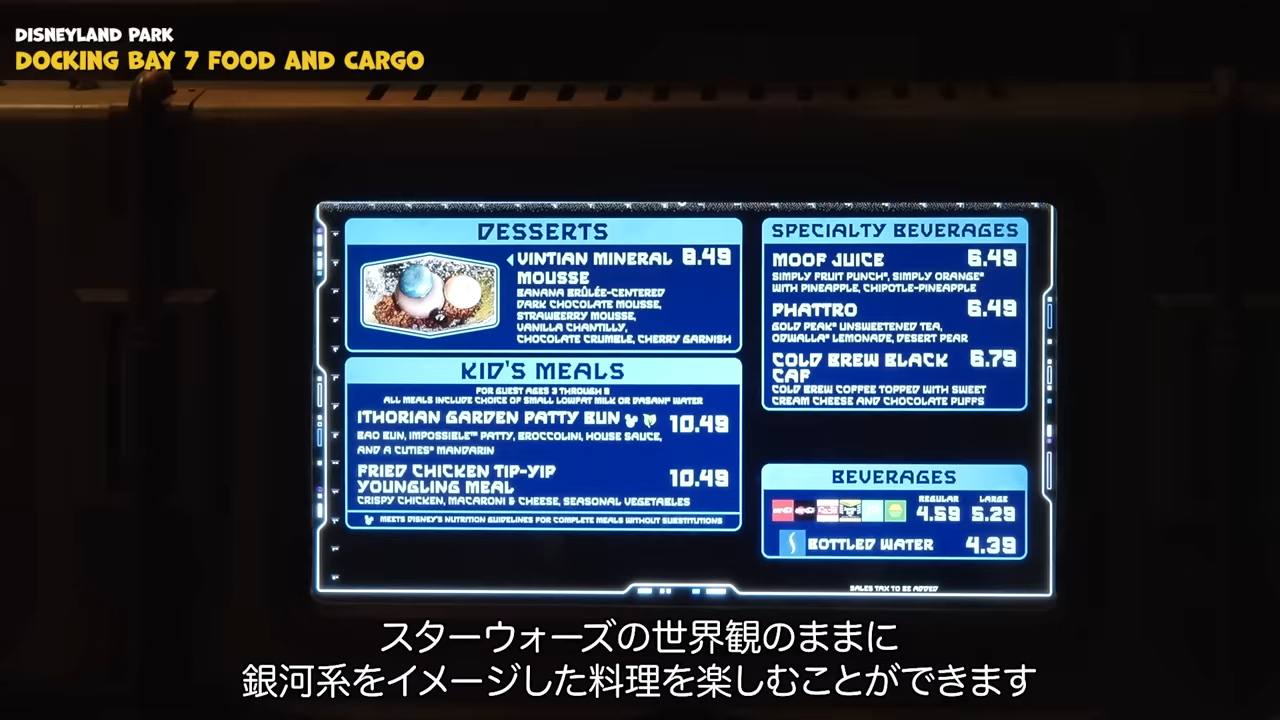 DISNEYLAND PARK
DOCKING BAY 7 FOOD AND CARGO
DESSERTS
VINTIAN MINERAL 8.49
MOUSSE
BANANA BRÛLÉE-CENTERED
DARK CHOCOLATE MOUSSE,
STRAWBERRY MOUSSE,
VANILLA CHANTILLY,
CHOCOLATE CRUMBLE, CHERRY GARNISH
KID'S MEALS
FOR GUEST AGES 3 THROUGH 9
ALL MEALS INCLUDE CHOICE OF SMALL LOWFAT MILK OR DASANI® WATER
ITHORIAN GARDEN PATTY BUN 10.49
BAO BUN, IMPOSSIBLE™ PATTY, BROCCOLINI, HOUSE SAUCE,
AND A CUTIES® MANDARIN
FRIED CHICKEN TIP-YIP
YOUNGLING MEAL 10.49
CRISPY CHICKEN, MACARONI & CHEESE, SEASONAL VEGETABLES
MEETS DISNEY'S NUTRITION GUIDELINES FOR COMPLETE MEALS WITHOUT SUBSTITUTIONS
SPECIALTY BEVERAGES
MOOF JUICE 6.49
SIMPLY FRUIT PUNCH®, SIMPLY ORANGE®
WITH PINEAPPLE, CHIPOTLE-PINEAPPLE
PHATTRO 6.49
GOLD PEAK® UNSWEETENED TEA,
ODWALLA® LEMONADE, DESERT PEAR
COLD BREW BLACK 6.79
CAF
COLD BREW COFFEE TOPPED WITH SWEET
CREAM CHEESE AND CHOCOLATE PUFFS
BEVERAGES
REGULAR LARGE
4.59 5.29
BOTTLED WATER 4.39
SALES TAX TO BE ADDED
スターウォーズの世界観のままに
銀河系をイメージした料理を楽しむことができます